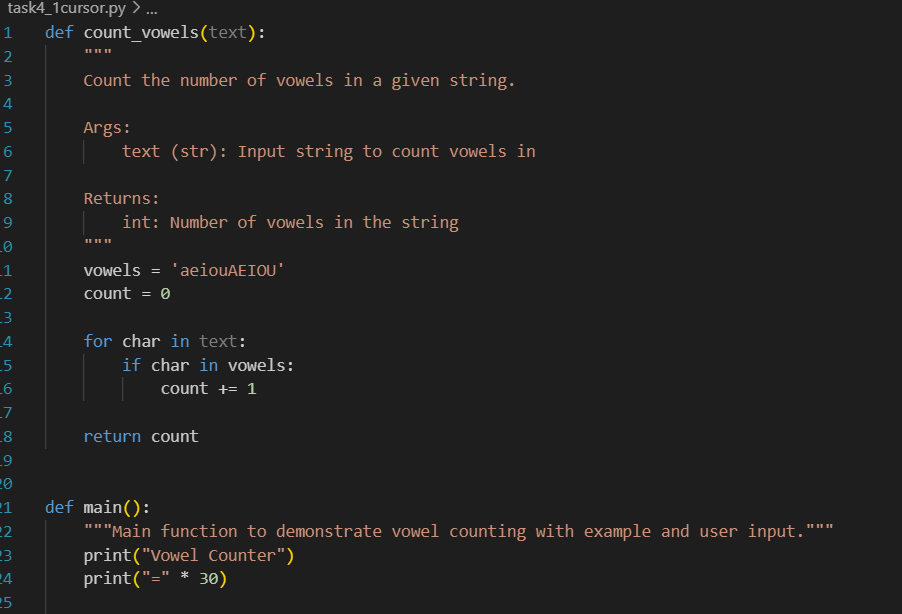 task4_1cursor.py > ...
1 def count_vowels(text):
2 """
3 Count the number of vowels in a given string.
4
5 Args:
6 text (str): Input string to count vowels in
7
8 Returns:
9 int: Number of vowels in the string
10 """
11 vowels = 'aeiouAEIOU'
12 count = 0
13
14 for char in text:
15 if char in vowels:
16 count += 1
17
18 return count
19
20
21 def main():
22 """Main function to demonstrate vowel counting with example and user input."""
23 print("Vowel Counter")
24 print("=" * 30)
25